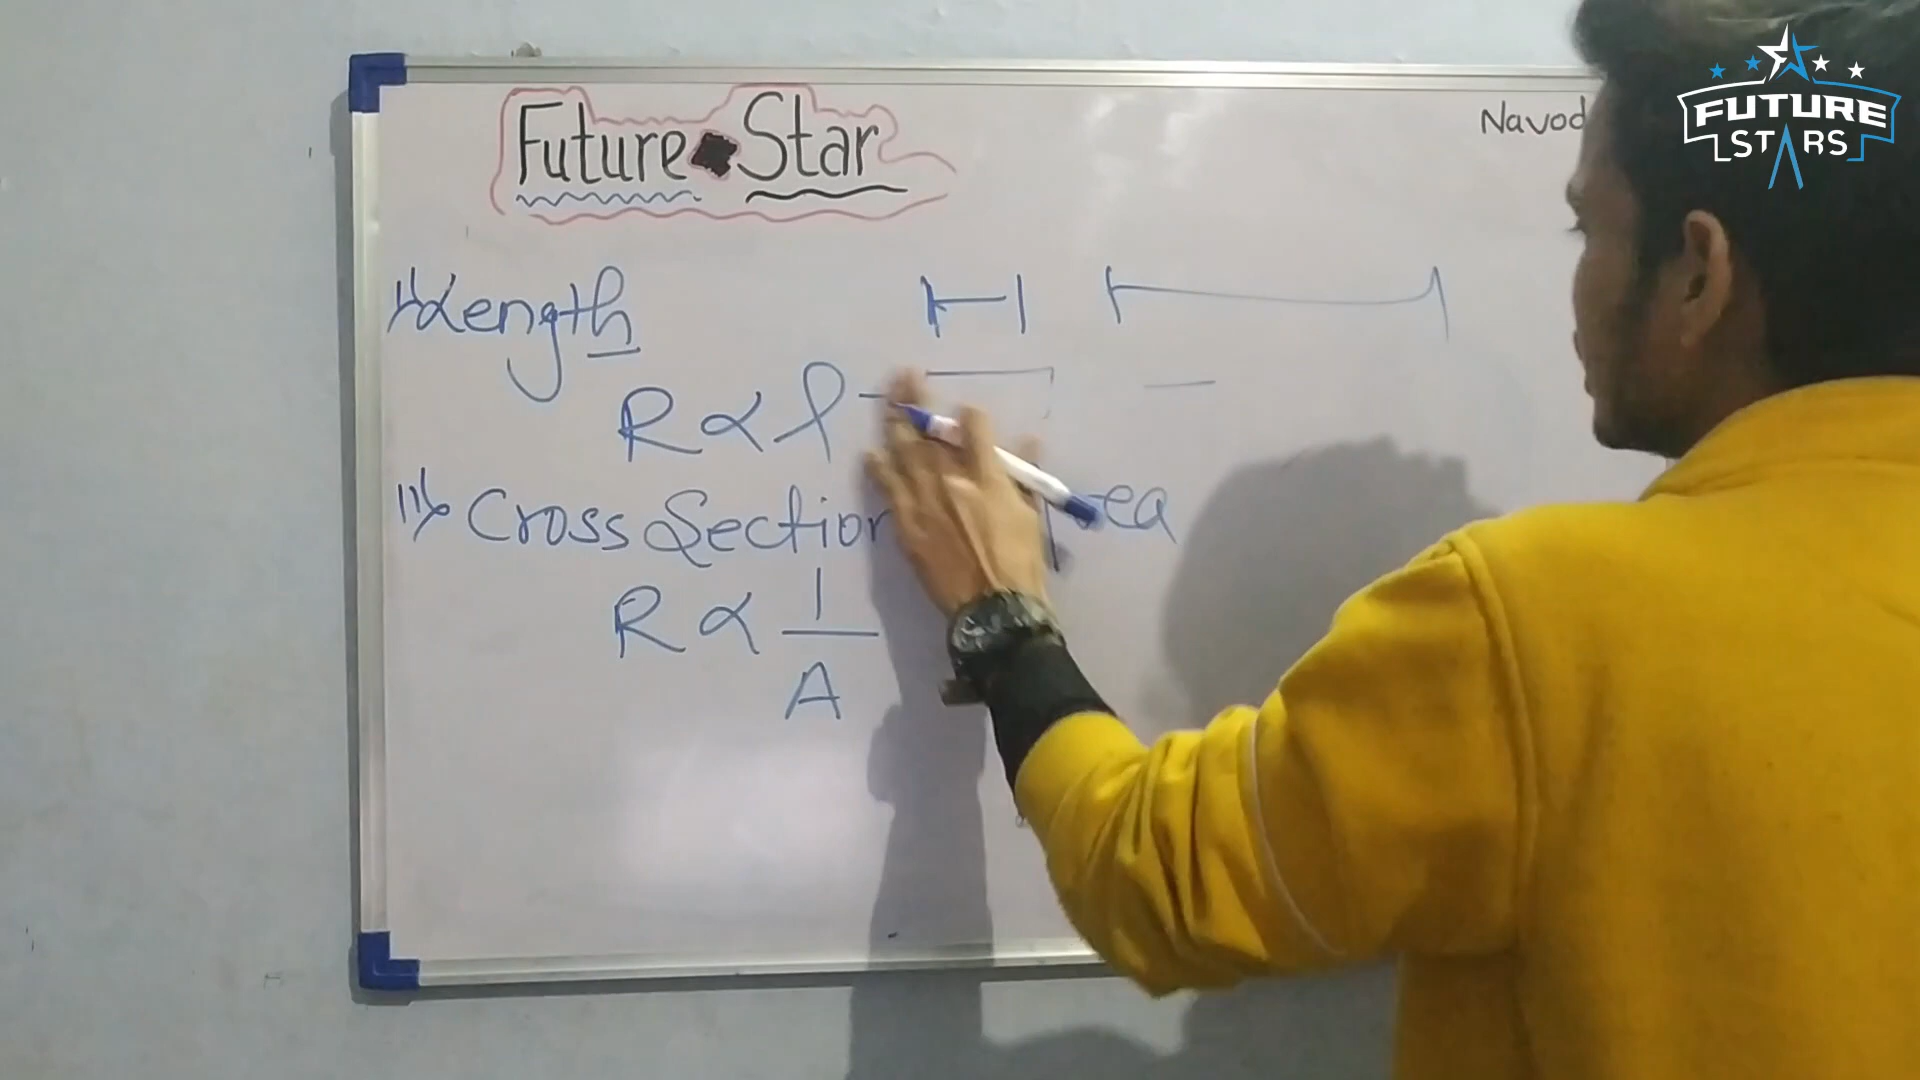 Future Star
Navod
FUTURE
STARS
i) Length
R ∝ l
ii) Cross Section
R ∝ 1/A